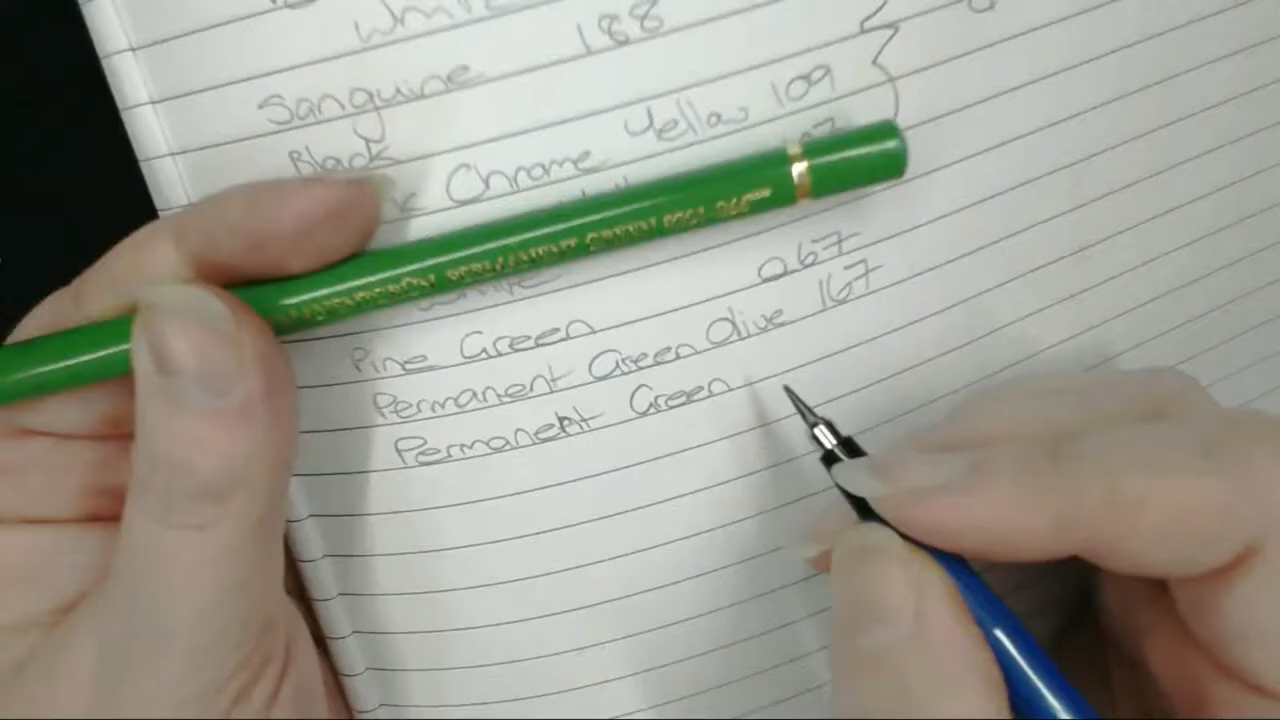 188
Sanguine
Black
Chrome Yellow 109
Pine Green 267
Permanent Green Olive 167
Permanent Green